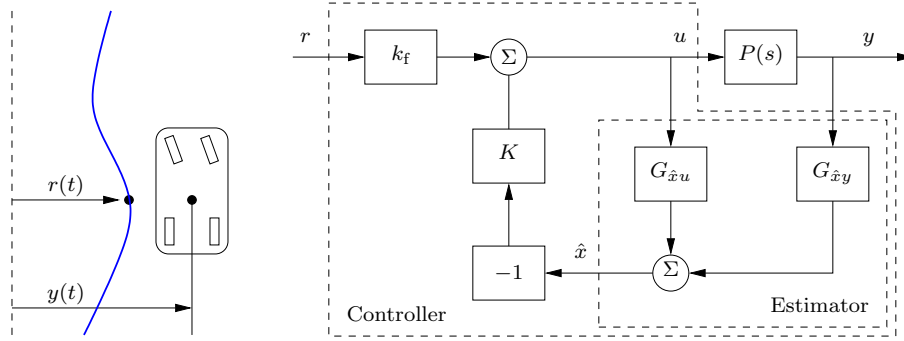 r(t)
y(t)
r
k_f
Σ
u
P(s)
y
K
G_{x̂u}
G_{x̂y}
x̂
-1
Σ
Controller
Estimator